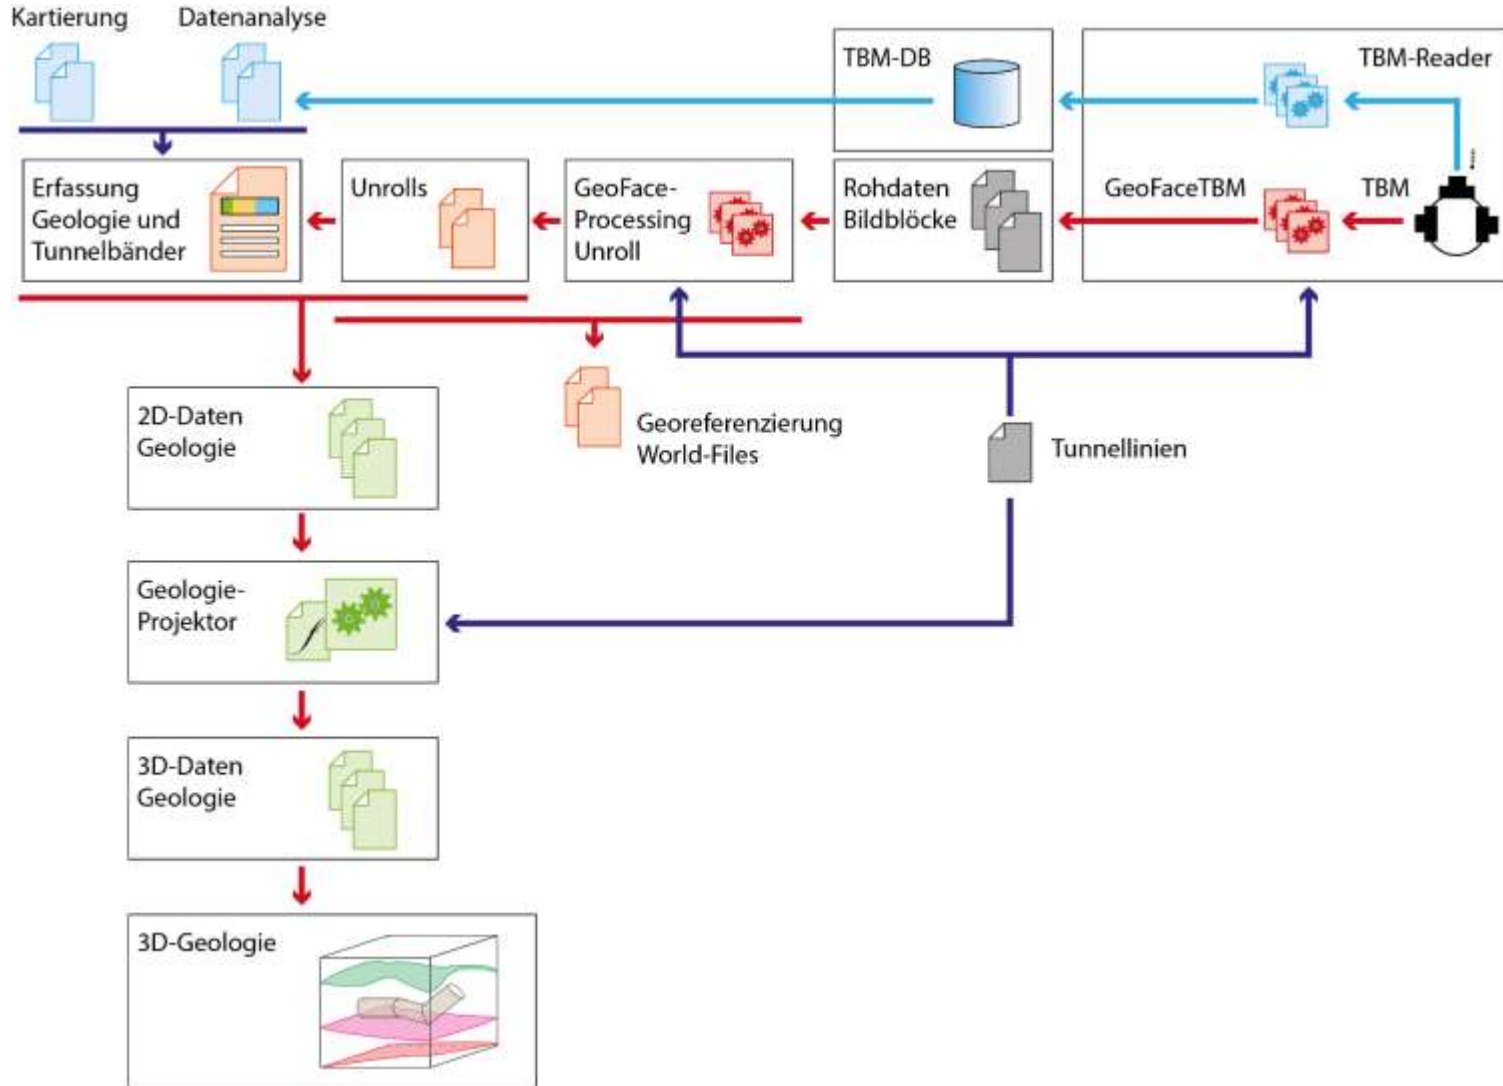 Kartierung
Datenanalyse
TBM-DB
TBM-Reader
Erfassung
Geologie und
Tunnelbänder
Unrolls
GeoFace-
Processing
Unroll
Rohdaten
Bildblöcke
GeoFaceTBM
TBM
2D-Daten
Geologie
Georeferenzierung
World-Files
Tunnellinien
Geologie-
Projektor
3D-Daten
Geologie
3D-Geologie